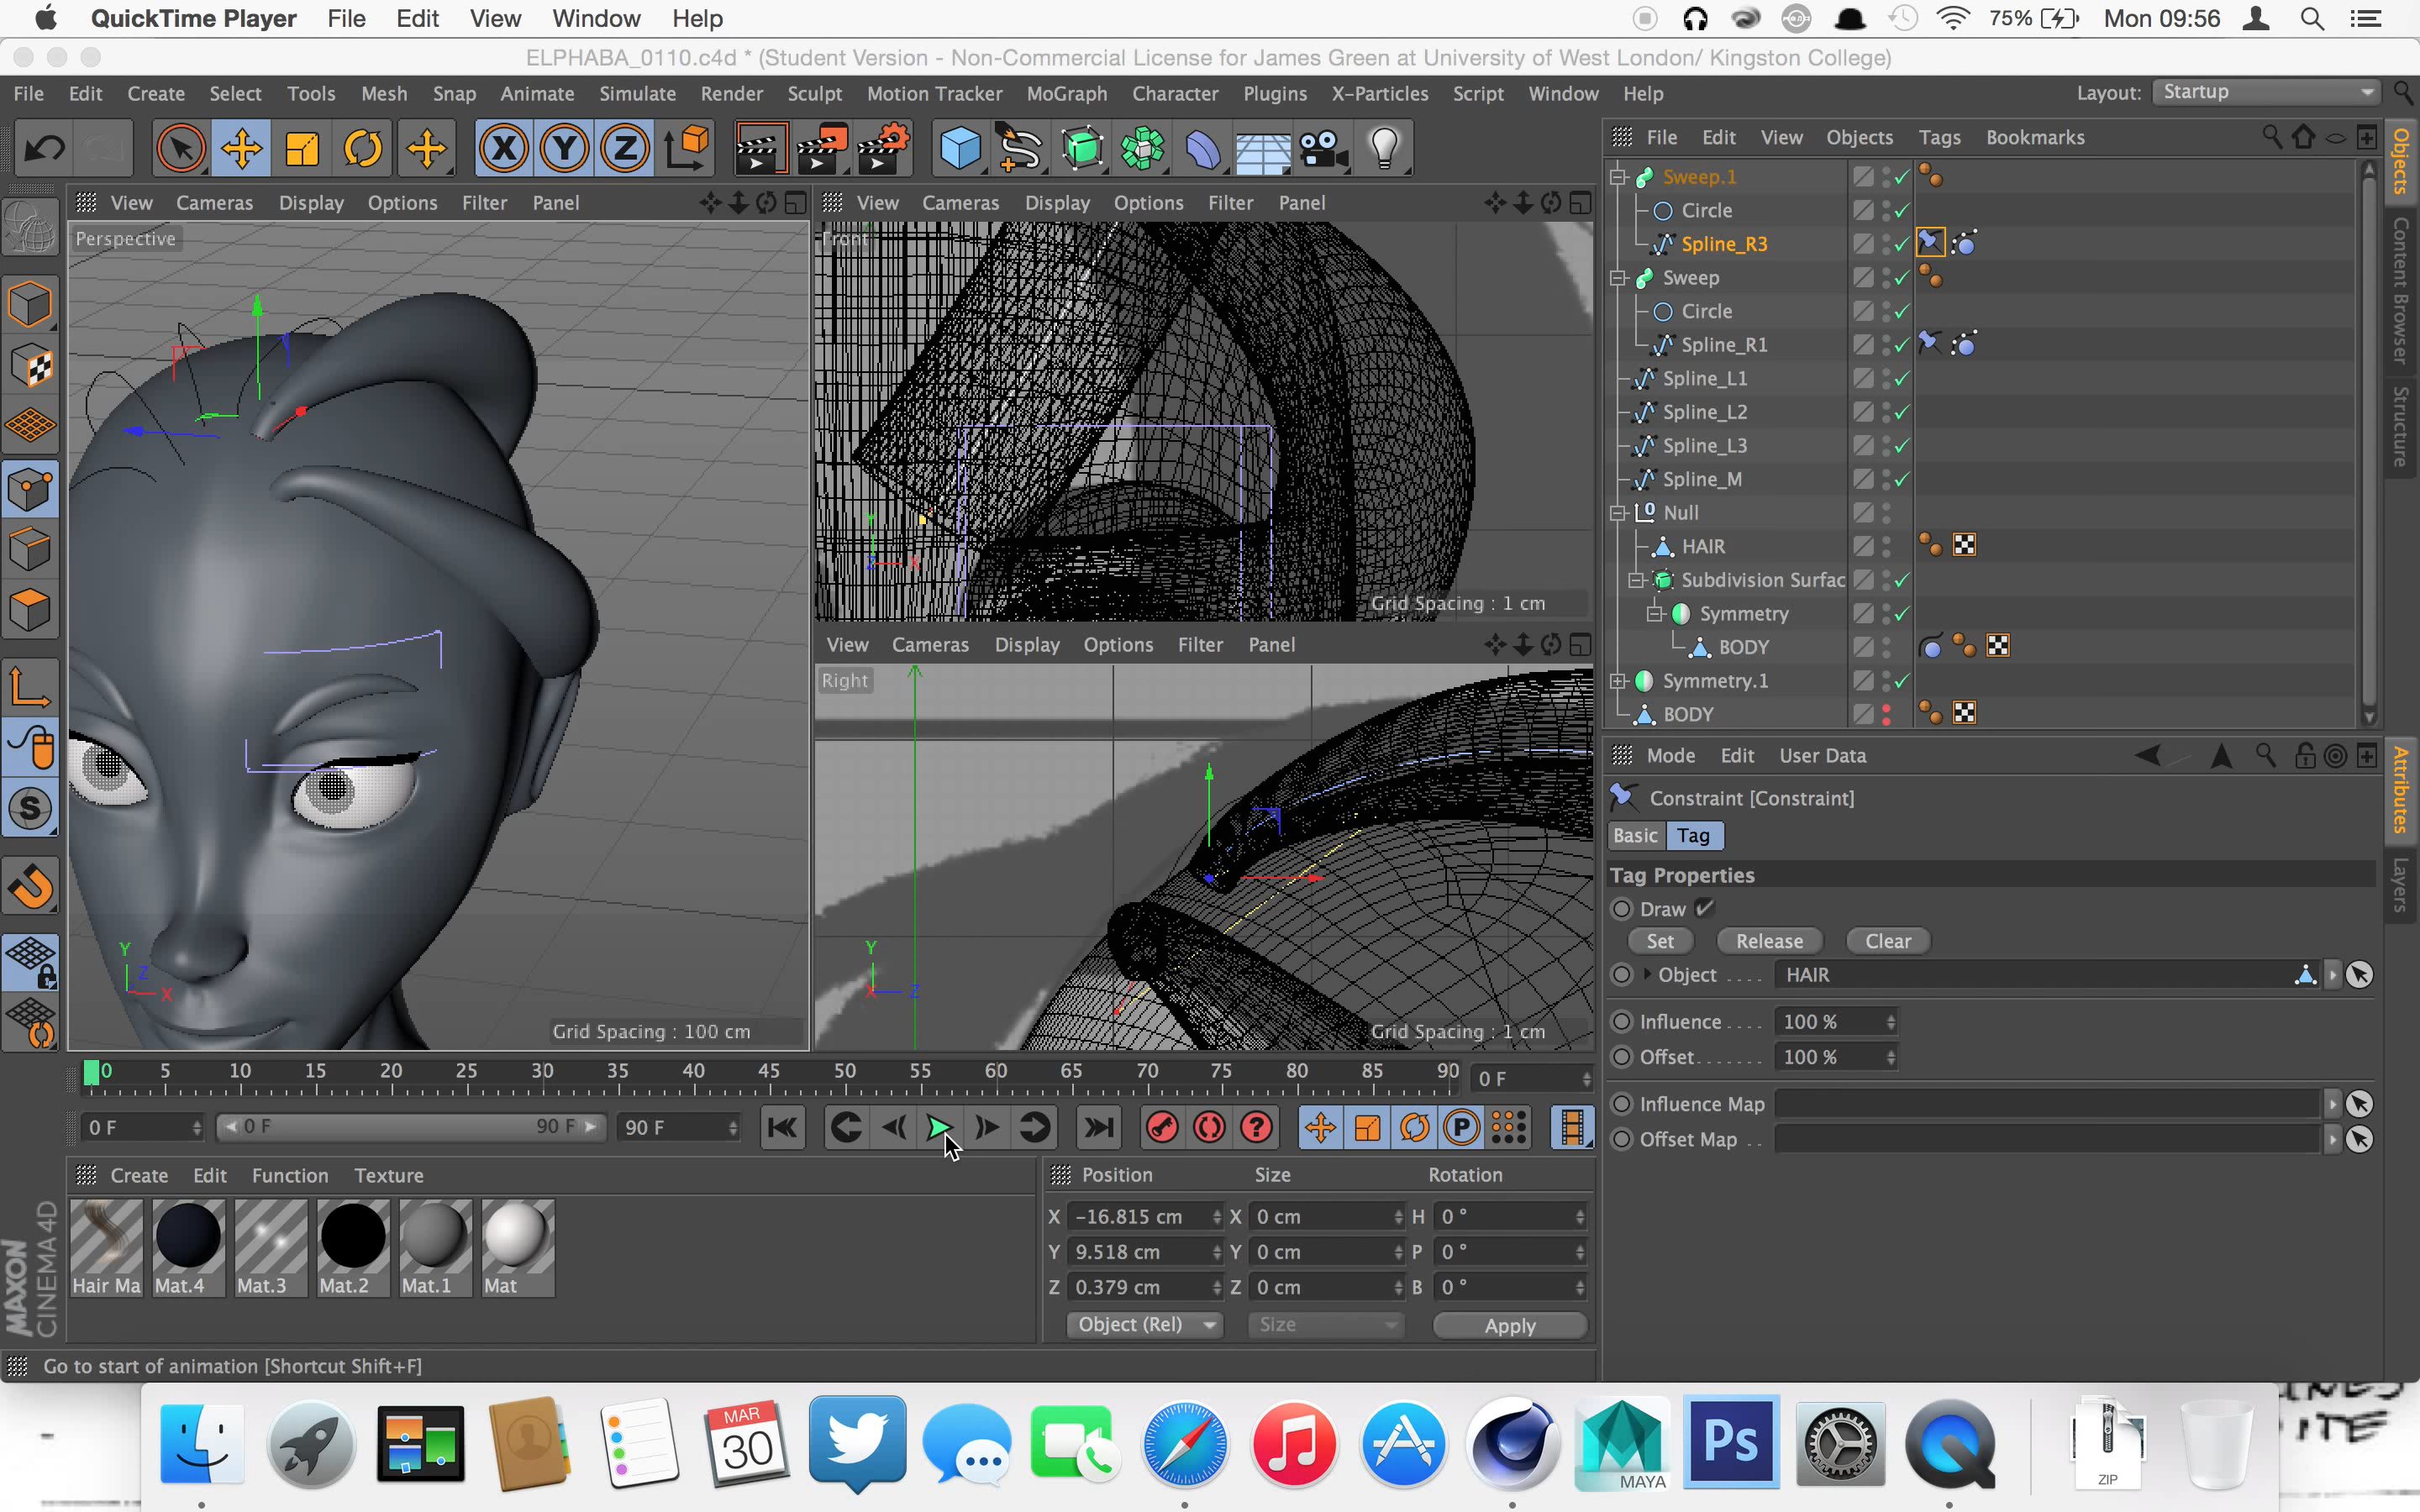 QuickTime Player File Edit View Window Help 75% Mon 09:56
ELPHABA_0110.c4d * (Student Version - Non-Commercial License for James Green at University of West London/ Kingston College)
File Edit Create Select Tools Mesh Snap Animate Simulate Render Sculpt Motion Tracker MoGraph Character Plugins X-Particles Script Window Help Layout: Startup
X Y Z
File Edit View Objects Tags Bookmarks
Objects
Content Browser
Structure
View Cameras Display Options Filter Panel
Perspective
Grid Spacing : 100 cm
View Cameras Display Options Filter Panel
Front
Grid Spacing : 1 cm
View Cameras Display Options Filter Panel
Right
Grid Spacing : 1 cm
Sweep.1
Circle
Spline_R3
Sweep
Circle
Spline_R1
Spline_L1
Spline_L2
Spline_L3
Spline_M
Null
HAIR
Subdivision Surfac
Symmetry
BODY
Symmetry.1
BODY
Mode Edit User Data
Attributes
Layers
Constraint [Constraint]
Basic Tag
Tag Properties
Draw
Set Release Clear
Object .... HAIR
Influence .... 100 %
Offset....... 100 %
Influence Map
Offset Map ..
0 5 10 15 20 25 30 35 40 45 50 55 60 65 70 75 80 85 90 0 F
0 F 0 F 90 F 90 F
Create Edit Function Texture
Hair Ma Mat.4 Mat.3 Mat.2 Mat.1 Mat
Position Size Rotation
X -16.815 cm X 0 cm H 0 °
Y 9.518 cm Y 0 cm P 0 °
Z 0.379 cm Z 0 cm B 0 °
Object (Rel) Size Apply
MAXON
CINEMA 4D
Go to start of animation [Shortcut Shift+F]
MAR
30
MAYA
Ps
ZIP